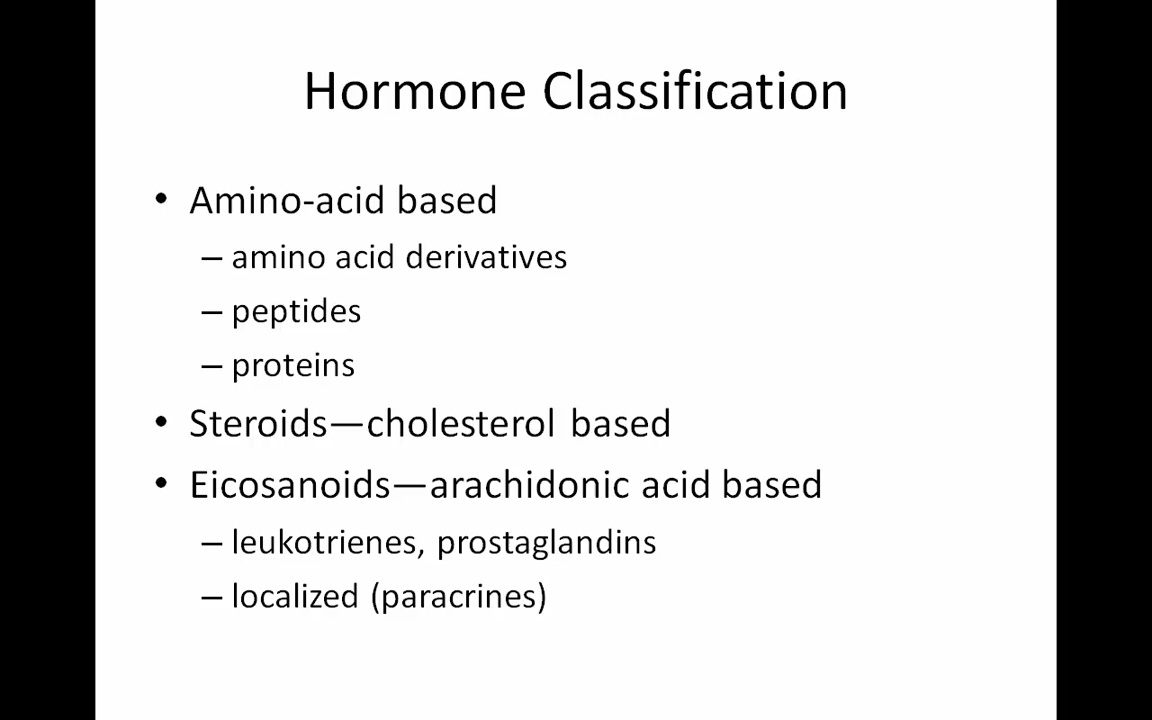 Hormone Classification
• Amino-acid based
– amino acid derivatives
– peptides
– proteins
• Steroids—cholesterol based
• Eicosanoids—arachidonic acid based
– leukotrienes, prostaglandins
– localized (paracrines)